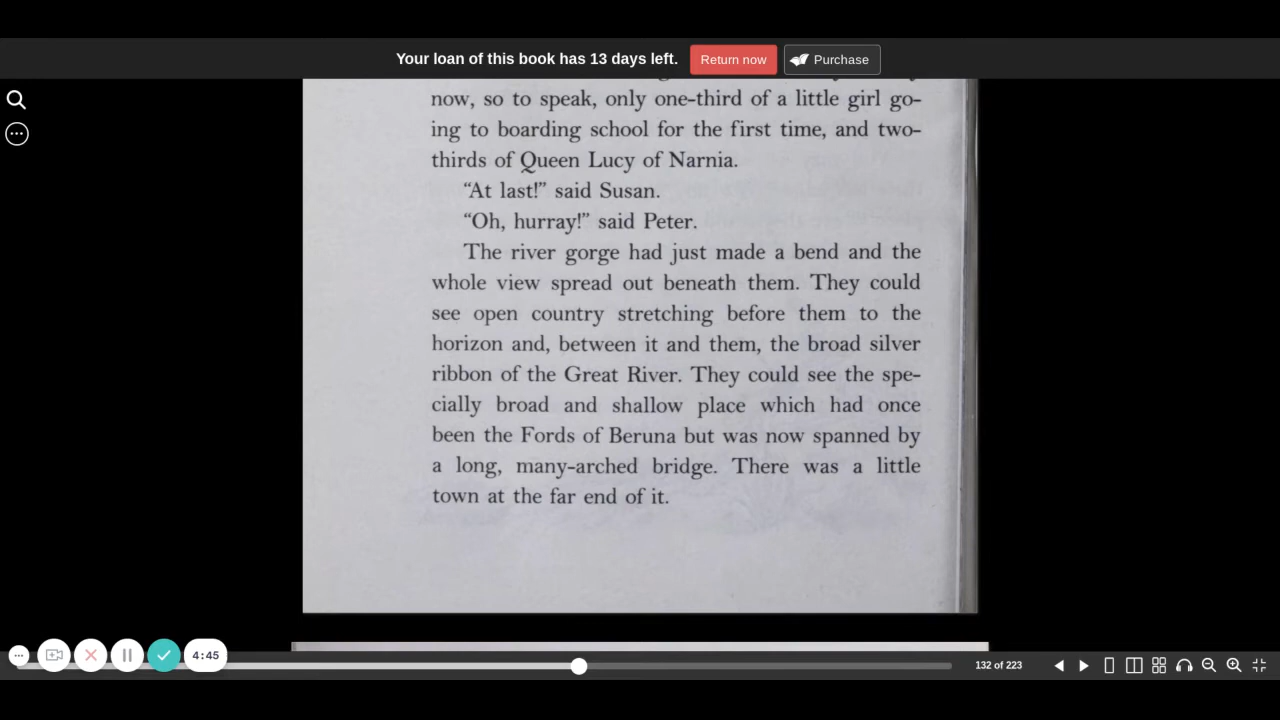 Your loan of this book has 13 days left.
Return now
Purchase
now, so to speak, only one-third of a little girl go-
ing to boarding school for the first time, and two-
thirds of Queen Lucy of Narnia.
“At last!” said Susan.
“Oh, hurray!” said Peter.
The river gorge had just made a bend and the
whole view spread out beneath them. They could
see open country stretching before them to the
horizon and, between it and them, the broad silver
ribbon of the Great River. They could see the spe-
cially broad and shallow place which had once
been the Fords of Beruna but was now spanned by
a long, many-arched bridge. There was a little
town at the far end of it.
4:45
132 of 223